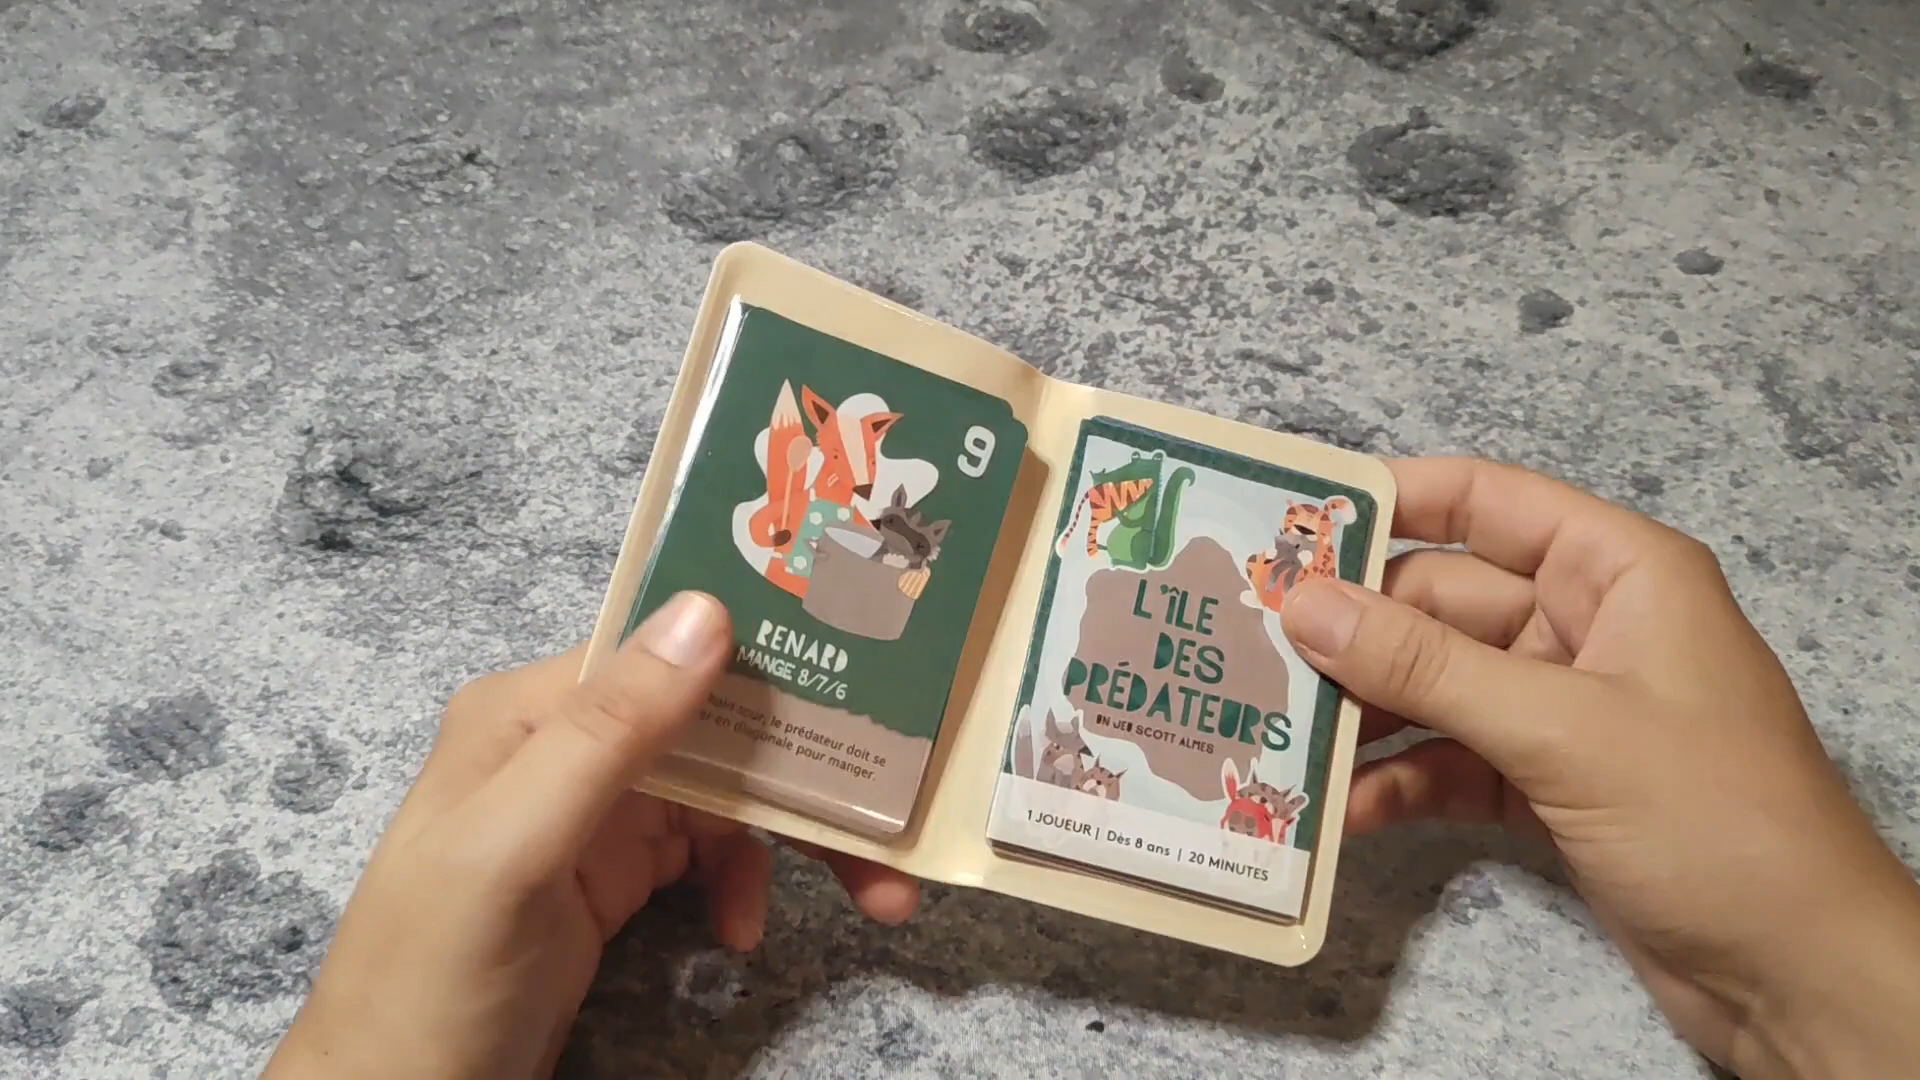 9
RENARD
MANGE 8/7/6
tour, le prédateur doit se
en diagonale pour manger.
L'ÎLE
DES
PRÉDATEURS
UN JEU SCOTT ALMES
1 JOUEUR | Dès 8 ans | 20 MINUTES